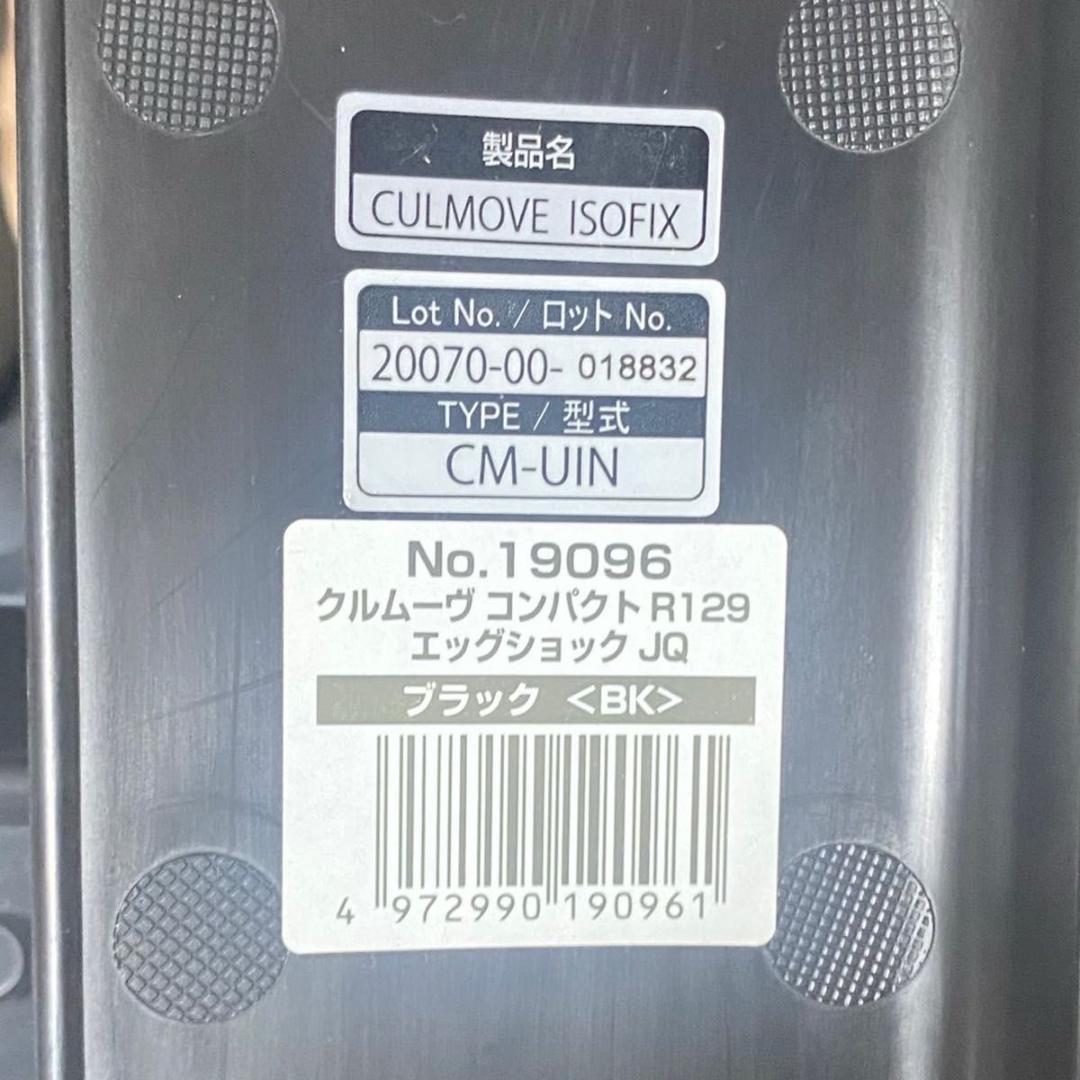 製品名
CULMOVE ISOFIX
Lot No. / ロット No.
20070-00- 018832
TYPE / 型式
CM-UIN
No.19096
クルムーヴ コンパクト R129
エッグショック JQ
ブラック <BK>
4 972990 190961